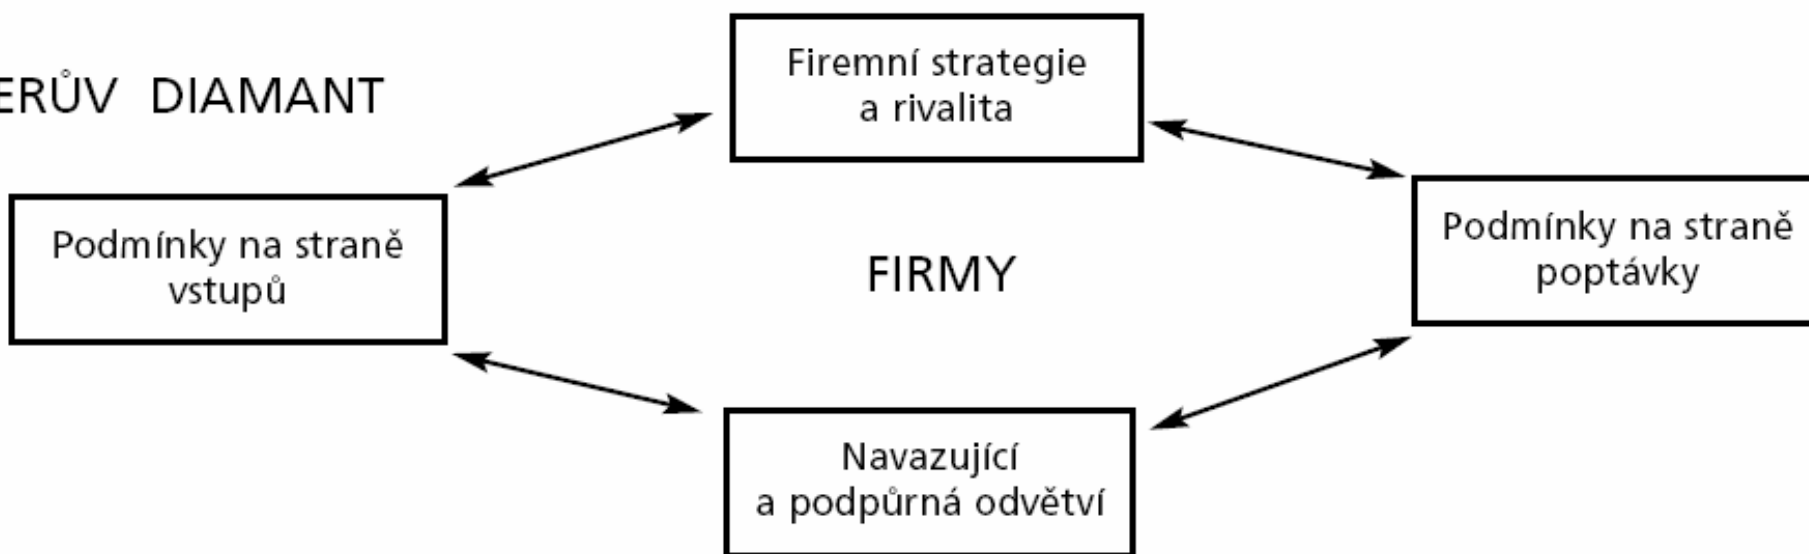 ERŮV DIAMANT
Firemní strategie
a rivalita
Podmínky na straně
vstupů
FIRMY
Podmínky na straně
poptávky
Navazující
a podpůrná odvětví